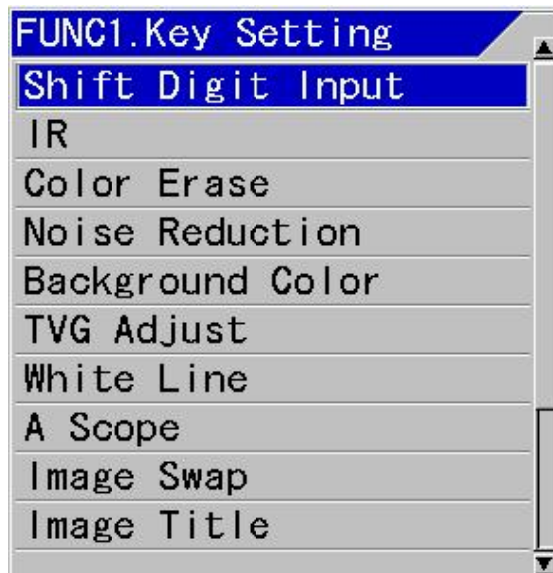 FUNC1.Key Setting
Shift Digit Input
IR
Color Erase
Noise Reduction
Background Color
TVG Adjust
White Line
A Scope
Image Swap
Image Title